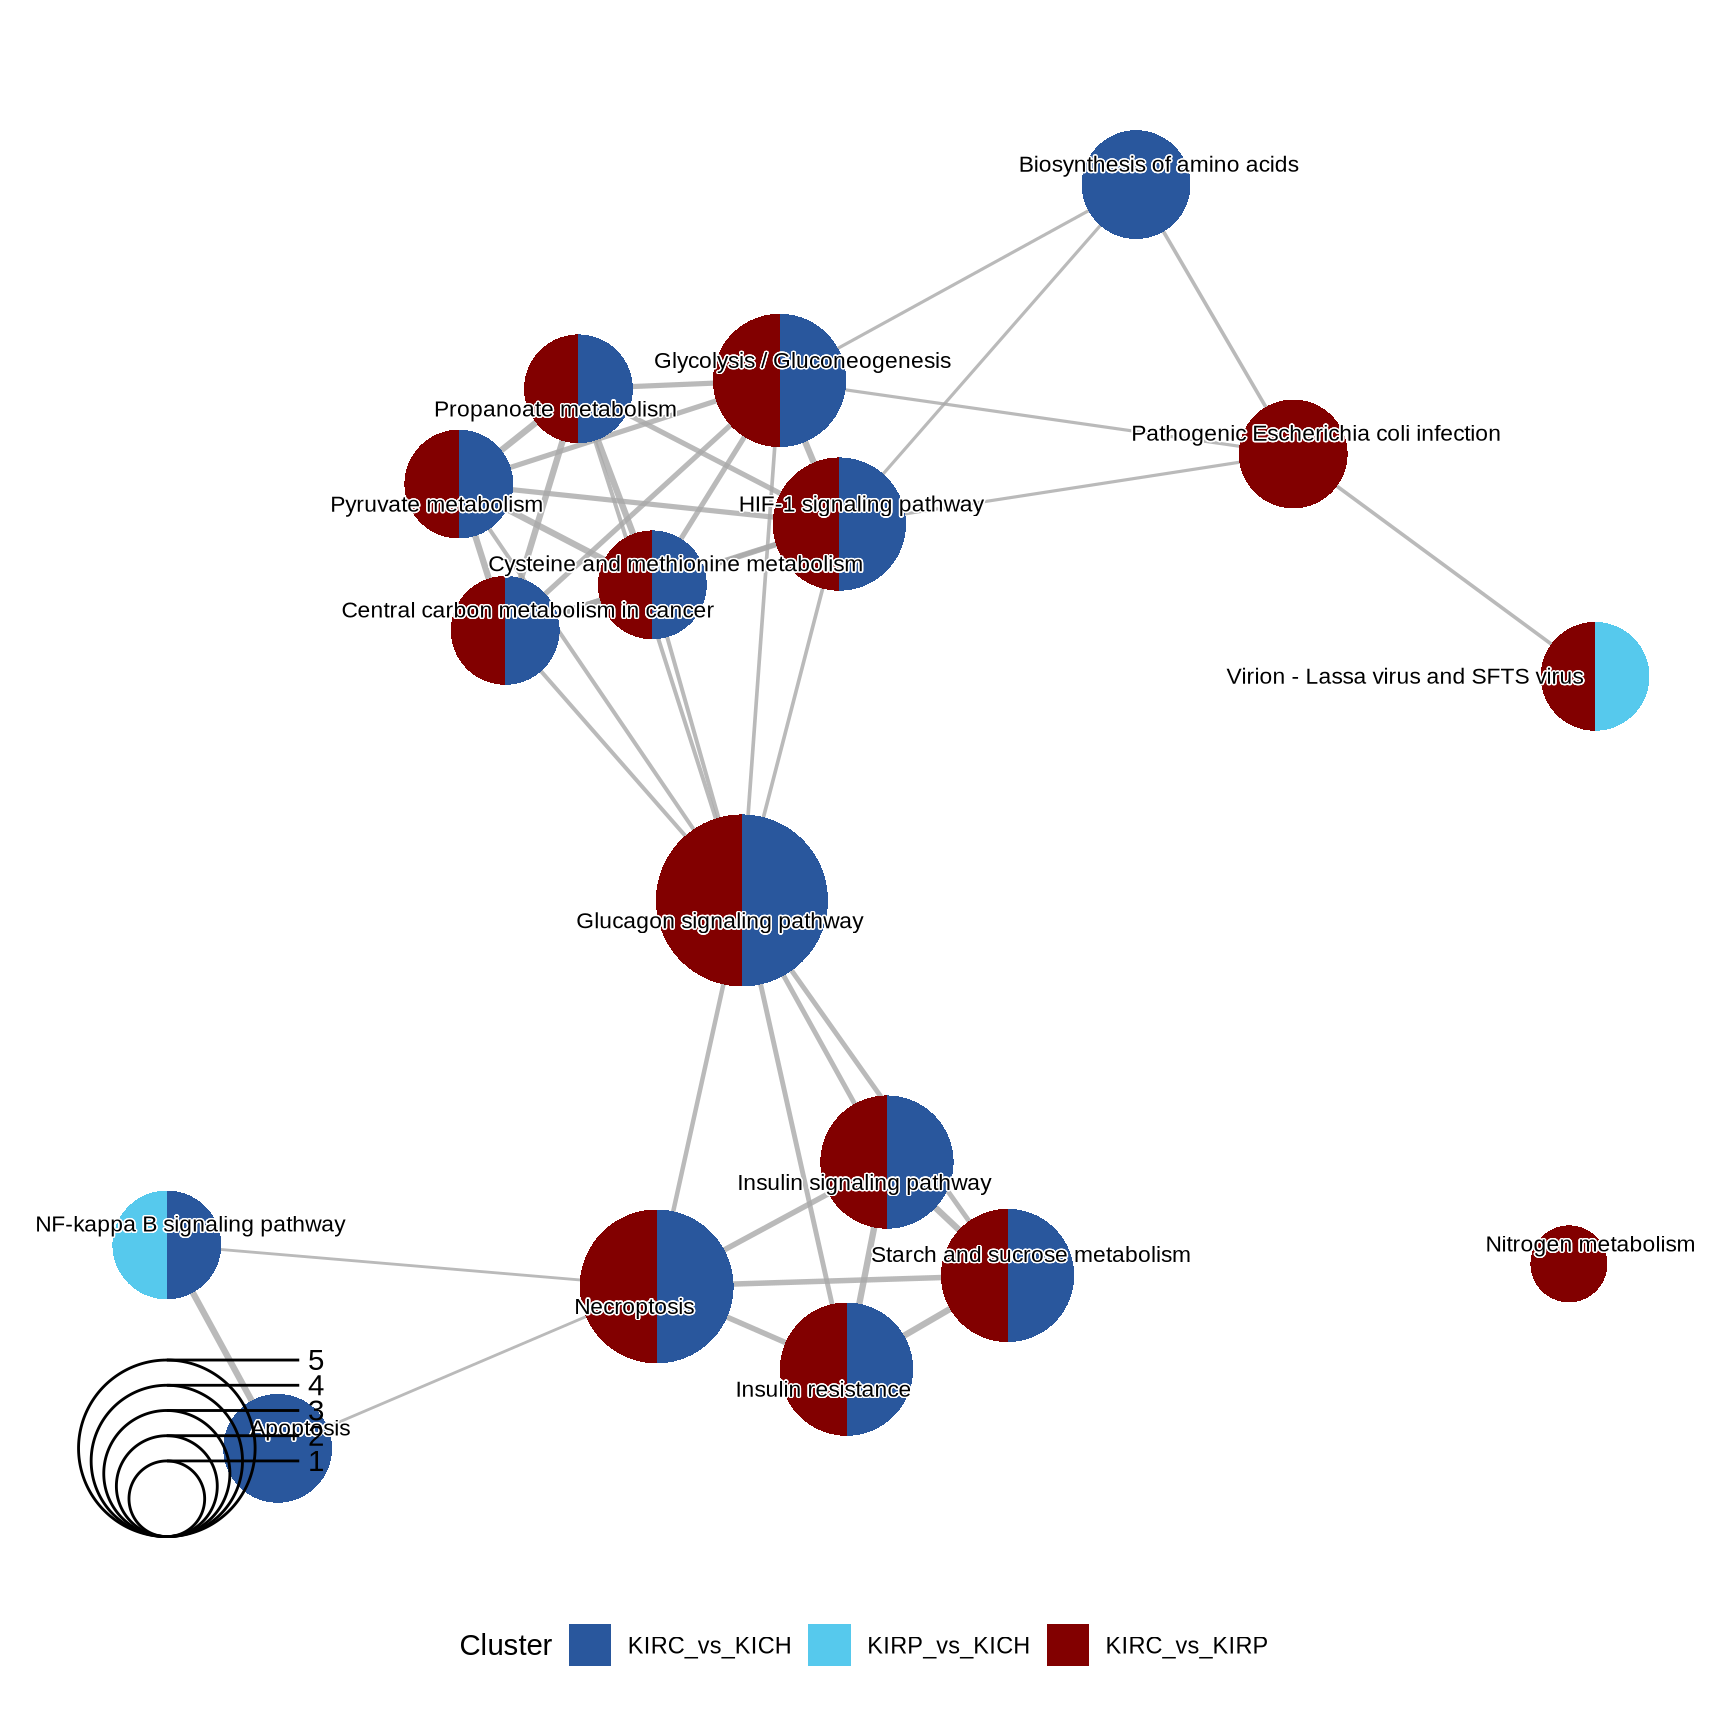 Biosynthesis of amino acids
Glycolysis / Gluconeogenesis
Propanoate metabolism
Pathogenic Escherichia coli infection
Pyruvate metabolism
HIF-1 signaling pathway
Cysteine and methionine metabolism
Central carbon metabolism in cancer
Virion - Lassa virus and SFTS virus
Glucagon signaling pathway
Insulin signaling pathway
NF-kappa B signaling pathway
Starch and sucrose metabolism
Nitrogen metabolism
Necroptosis
Insulin resistance
5
4
3
Apoptosis
2
1
Cluster KIRC_vs_KICH KIRP_vs_KICH KIRC_vs_KIRP